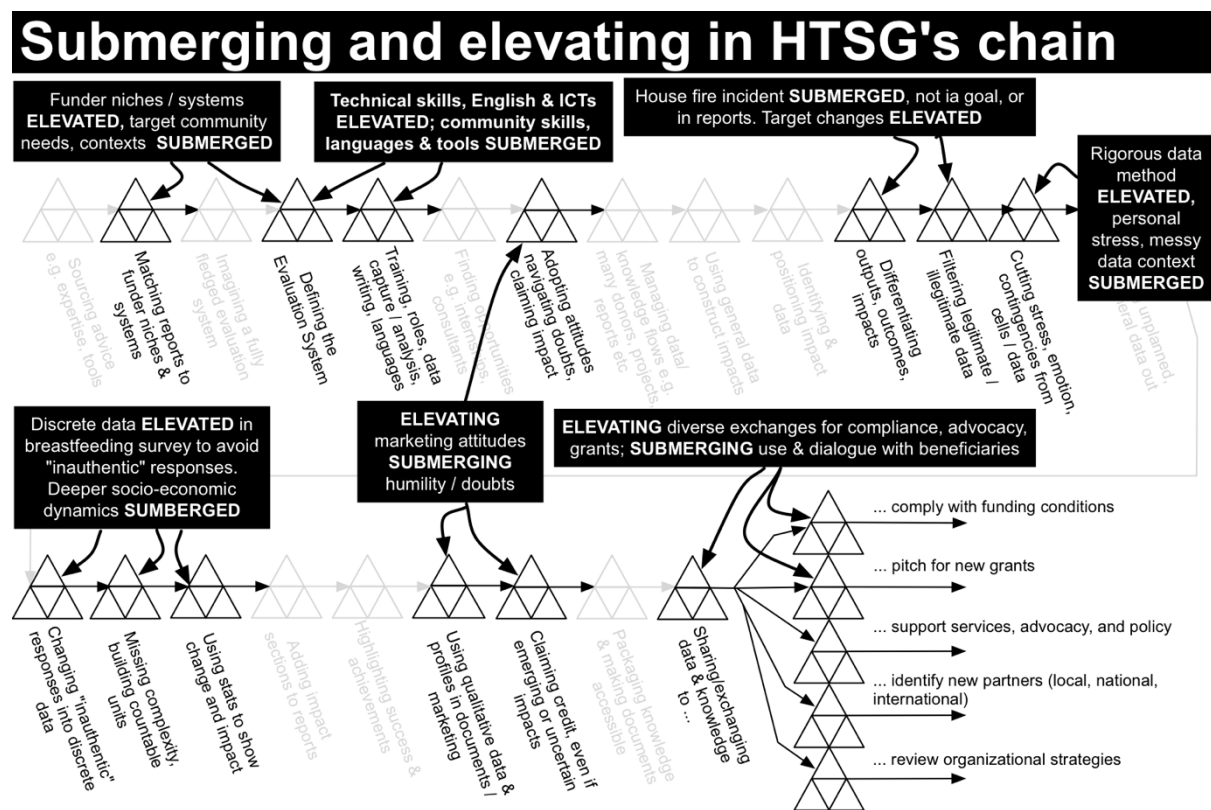 Submerging and elevating in HTSG's chain
Funder niches / systems
ELEVATED, target community
needs, contexts SUBMERGED
Technical skills, English & ICTs
ELEVATED; community skills,
languages & tools SUBMERGED
House fire incident SUBMERGED, not ia goal, or
in reports. Target changes ELEVATED
Rigorous data
method
ELEVATED,
personal
stress, messy
data context
SUBMERGED
Sourcing advice
e.g. expertise, tools
Matching reports to
funder niches &
systems
Imagining a fully
fledged evaluation
system
Defining the
Evaluation System
Training, roles, data
capture / analysis,
writing, languages
Finding opportunities
e.g. internships,
consultants
Adopting attitudes
navigating doubts,
claiming impact
Managing data/
knowledge flows e.g.
many donors, projects,
reports etc
Using general data
to construct impacts
Identifying &
positioning impact
data
Differentiating
outputs, outcomes,
impacts
Filtering legitimate /
illegitimate data
Cutting stress, emotion,
contingencies from
cells / data
unplanned,
data out
Discrete data ELEVATED in
breastfeeding survey to avoid
"inauthentic" responses.
Deeper socio-economic
dynamics SUMBERGED
ELEVATING
marketing attitudes
SUBMERGING
humility / doubts
ELEVATING diverse exchanges for compliance, advocacy,
grants; SUBMERGING use & dialogue with beneficiaries
Changing "inauthentic"
responses into discrete
data
Missing complexity,
building countable
units
Using stats to show
change and impact
Adding impact
sections to reports
Highlighting success &
achievements
Using qualitative data &
profiles in documents /
marketing
Claiming credit, even if
emerging or uncertain
impacts
Packaging knowledge
& making documents
accessible
Sharing/exchanging
data & knowledge
to ...
... comply with funding conditions
... pitch for new grants
... support services, advocacy, and policy
... identify new partners (local, national,
international)
... review organizational strategies